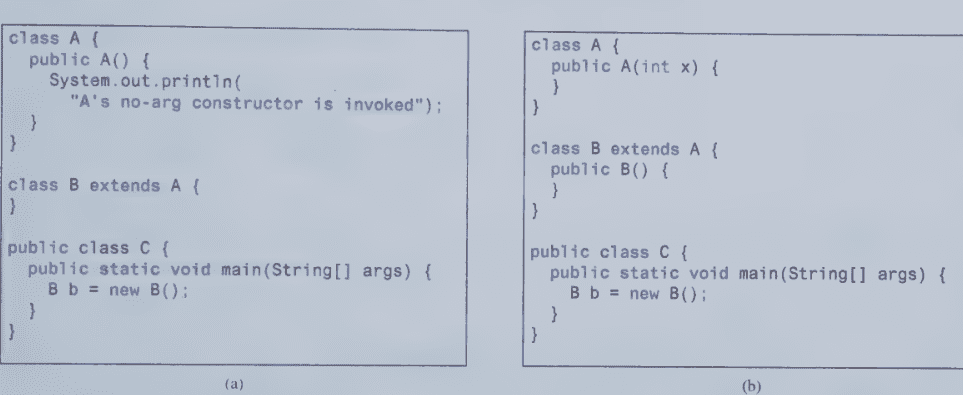 class A {
  public A() {
    System.out.println(
      "A's no-arg constructor is invoked");
  }
}

class B extends A {
}

public class C {
  public static void main(String[] args) {
    B b = new B();
  }
}

(a)

class A {
  public A(int x) {
  }
}

class B extends A {
  public B() {
  }
}

public class C {
  public static void main(String[] args) {
    B b = new B();
  }
}

(b)